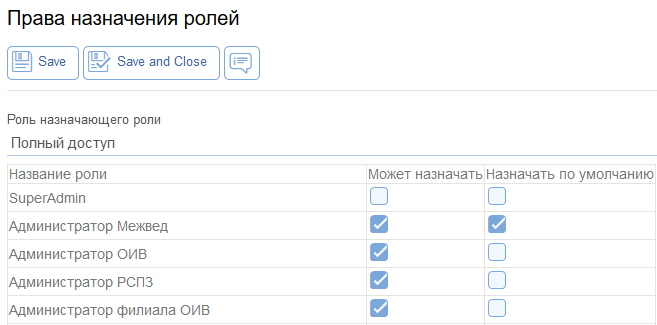 Права назначения ролей
Save Save and Close
Роль назначающего роли
Полный доступ
Название роли Может назначать Назначать по умолчанию
SuperAdmin
Администратор Межвед
Администратор ОИВ
Администратор РСПЗ
Администратор филиала ОИВ